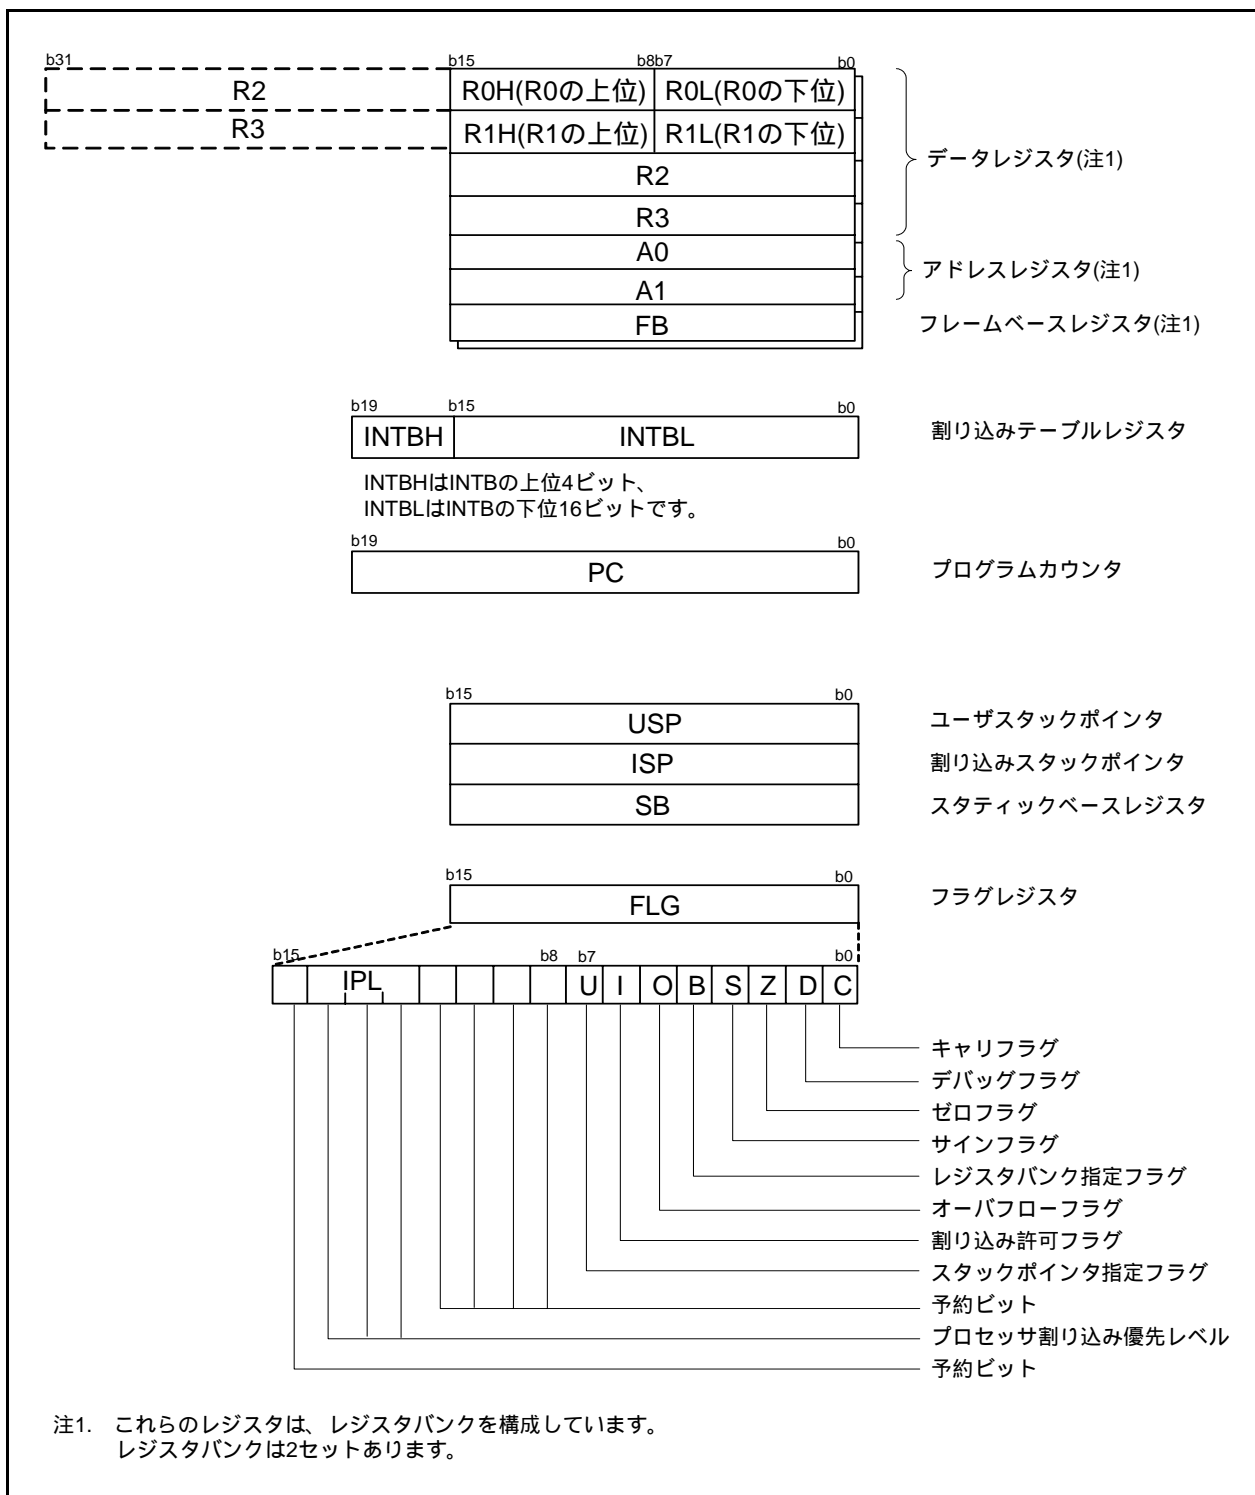 b31 b15 b8b7 b0
R2 R0H(R0の上位) R0L(R0の下位)
R3 R1H(R1の上位) R1L(R1の下位)
データレジスタ(注1)
R2
R3
A0
アドレスレジスタ(注1)
A1
FB フレームベースレジスタ(注1)
b19 b15 b0
INTBH INTBL 割り込みテーブルレジスタ
INTBHはINTBの上位4ビット、
INTBLはINTBの下位16ビットです。
b19 b0
PC プログラムカウンタ
b15 b0
USP ユーザスタックポインタ
ISP 割り込みスタックポインタ
SB スタティックベースレジスタ
b15 b0
FLG フラグレジスタ
b15 b8 b7 b0
IPL U I O B S Z D C
キャリフラグ
デバッグフラグ
ゼロフラグ
サインフラグ
レジスタバンク指定フラグ
オーバフローフラグ
割り込み許可フラグ
スタックポインタ指定フラグ
予約ビット
プロセッサ割り込み優先レベル
予約ビット
注1. これらのレジスタは、レジスタバンクを構成しています。
レジスタバンクは2セットあります。